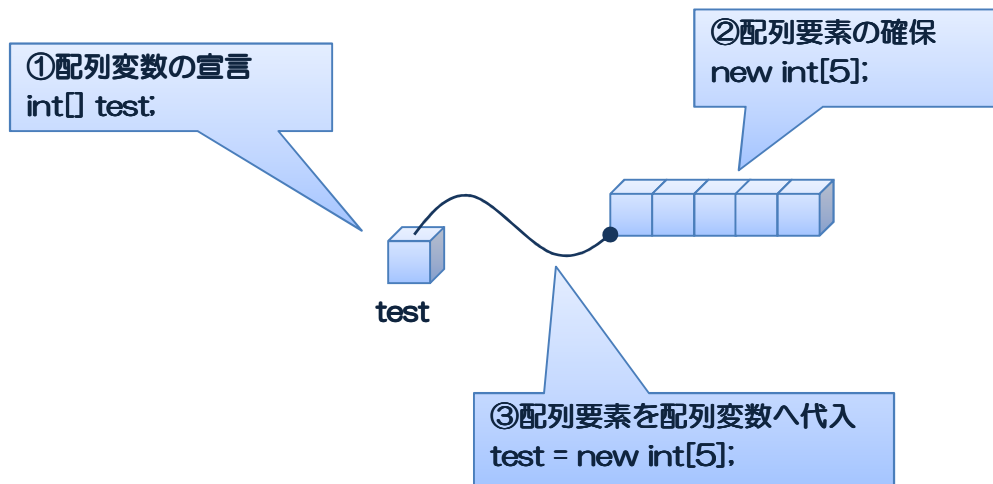 ①配列変数の宣言
int[] test;
②配列要素の確保
new int[5];
test
③配列要素を配列変数へ代入
test = new int[5];